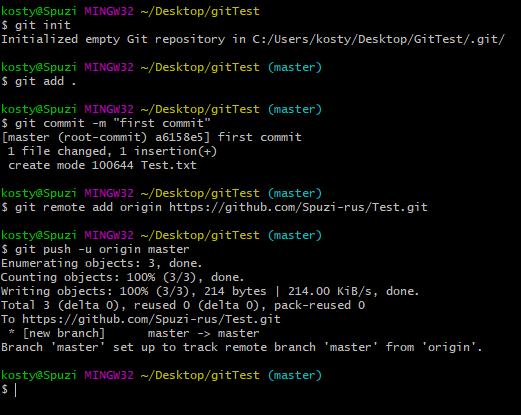 kosty@Spuzi MINGW32 ~/Desktop/gitTest
$ git init
Initialized empty Git repository in C:/Users/kosty/Desktop/GitTest/.git/
kosty@Spuzi MINGW32 ~/Desktop/gitTest (master)
$ git add .
kosty@Spuzi MINGW32 ~/Desktop/gitTest (master)
$ git commit -m "first commit"
[master (root-commit) a6158e5] first commit
 1 file changed, 1 insertion(+)
 create mode 100644 Test.txt
kosty@Spuzi MINGW32 ~/Desktop/gitTest (master)
$ git remote add origin https://github.com/Spuzi-rus/Test.git
kosty@Spuzi MINGW32 ~/Desktop/gitTest (master)
$ git push -u origin master
Enumerating objects: 3, done.
Counting objects: 100% (3/3), done.
Writing objects: 100% (3/3), 214 bytes | 214.00 KiB/s, done.
Total 3 (delta 0), reused 0 (delta 0), pack-reused 0
To https://github.com/Spuzi-rus/Test.git
 * [new branch]      master -> master
Branch 'master' set up to track remote branch 'master' from 'origin'.
kosty@Spuzi MINGW32 ~/Desktop/gitTest (master)
$